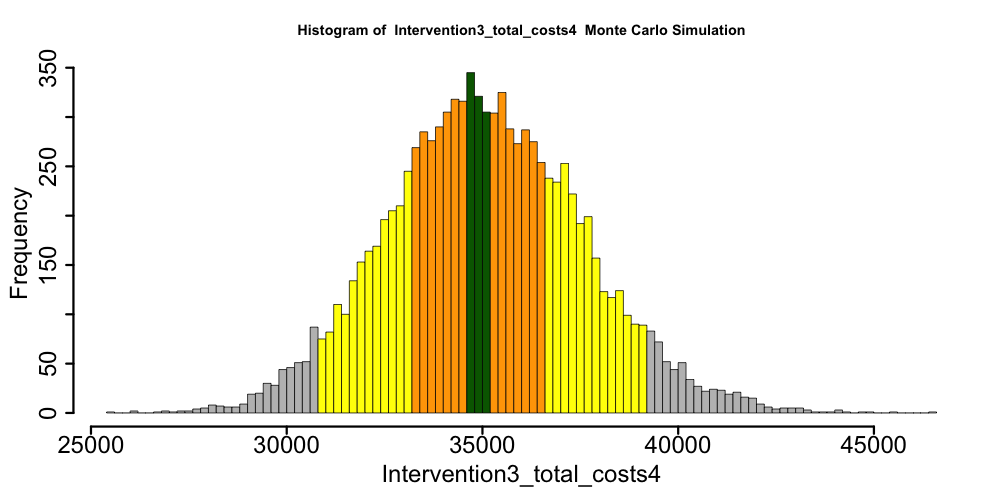 Histogram of Intervention3_total_costs4 Monte Carlo Simulation
350
250
150
50
0
Frequency
25000 30000 35000 40000 45000
Intervention3_total_costs4